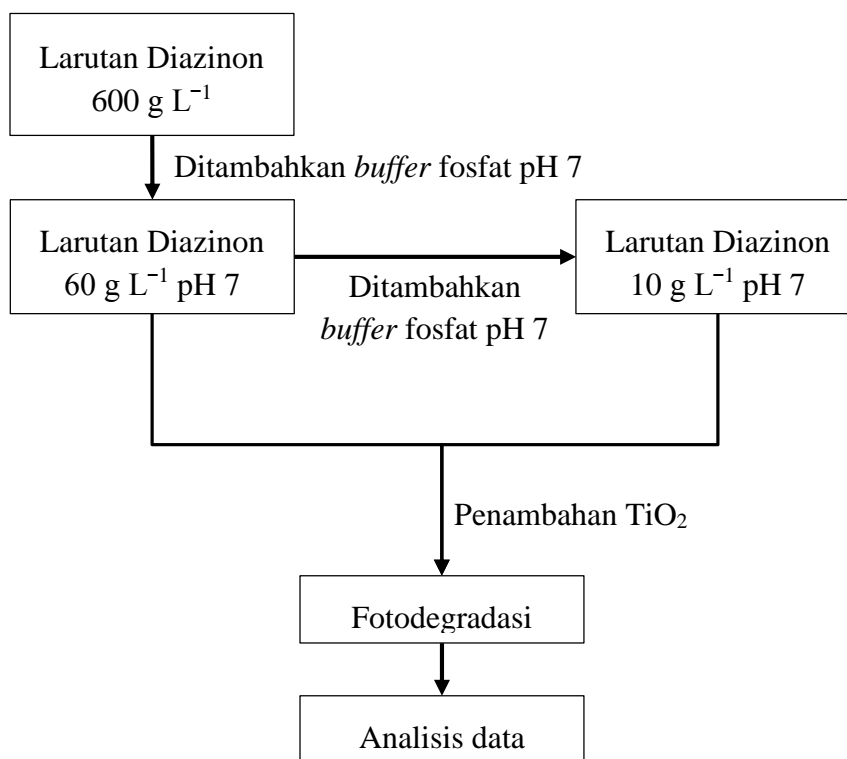 Larutan Diazinon
600 g L⁻¹
Ditambahkan buffer fosfat pH 7
Larutan Diazinon
60 g L⁻¹ pH 7
Ditambahkan
buffer fosfat pH 7
Larutan Diazinon
10 g L⁻¹ pH 7
Penambahan TiO₂
Fotodegradasi
Analisis data